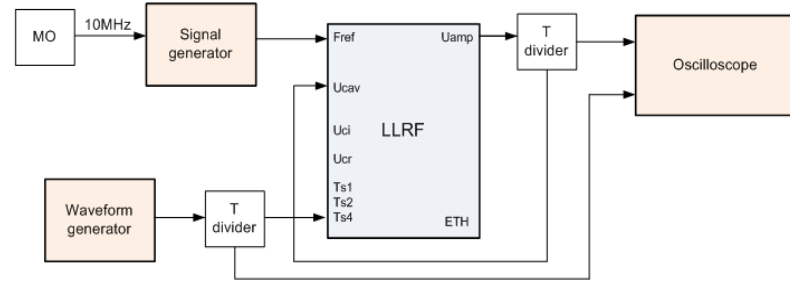 MO
10MHz
Signal
generator
Fref
Uamp
T
divider
Oscilloscope
Ucav
Uci
LLRF
Ucr
Ts1
Ts2
Ts4
ETH
Waveform
generator
T
divider